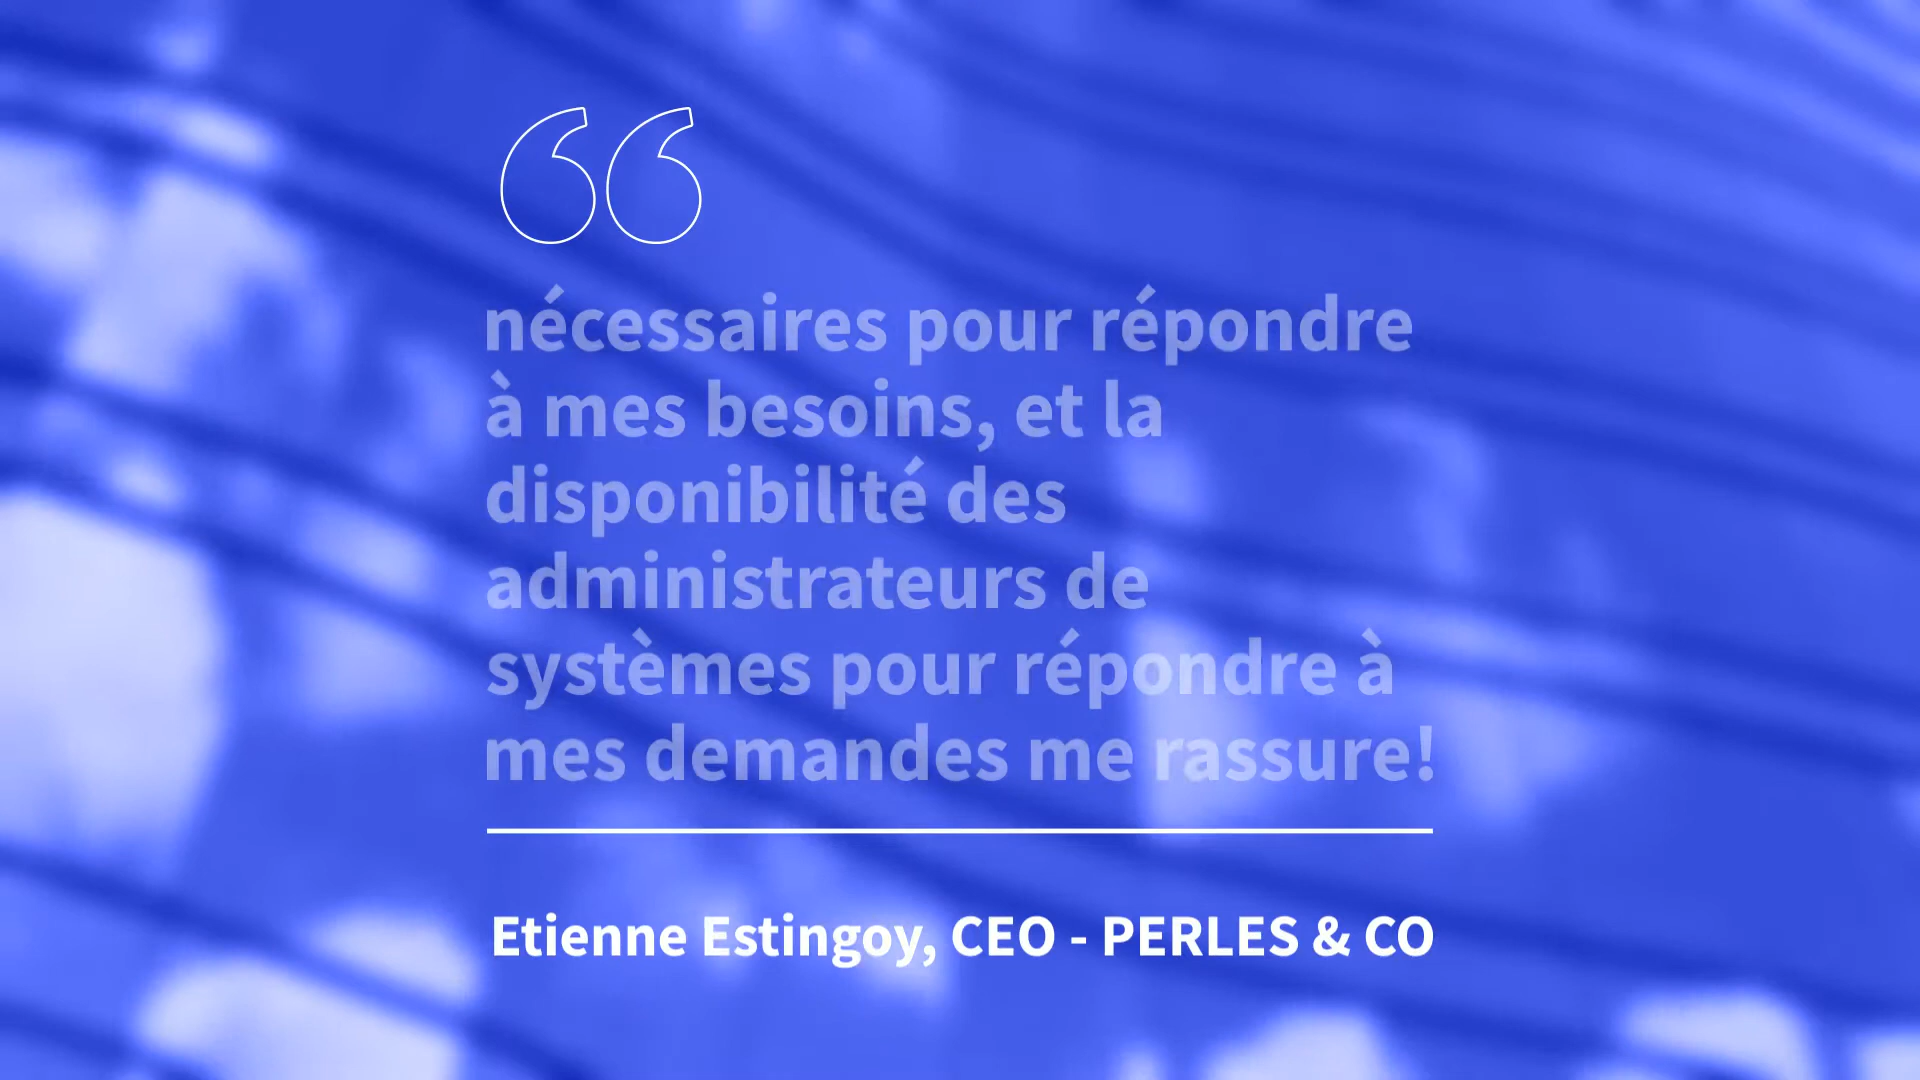 “
nécessaires pour répondre
à mes besoins, et la
disponibilité des
administrateurs de
systèmes pour répondre à
mes demandes me rassure!
Etienne Estingoy, CEO - PERLES & CO